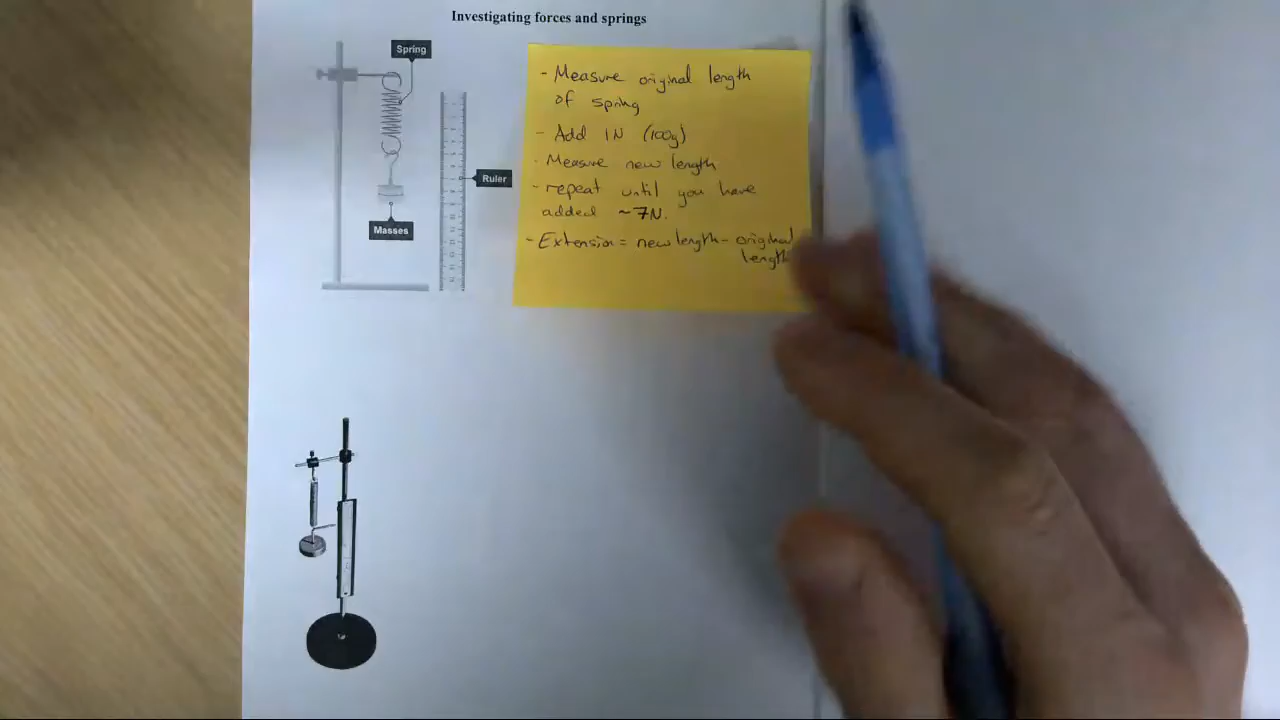 Investigating forces and springs
Spring
Ruler
Masses
- Measure original length
of spring
- Add 1N (100g)
- Measure new length
- repeat until you have
added ~7N.
- Extension = new length - original
length